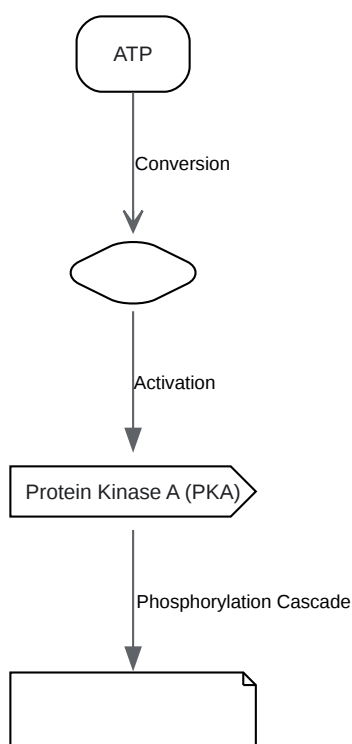 ATP
Conversion
Activation
Protein Kinase A (PKA)
Phosphorylation Cascade